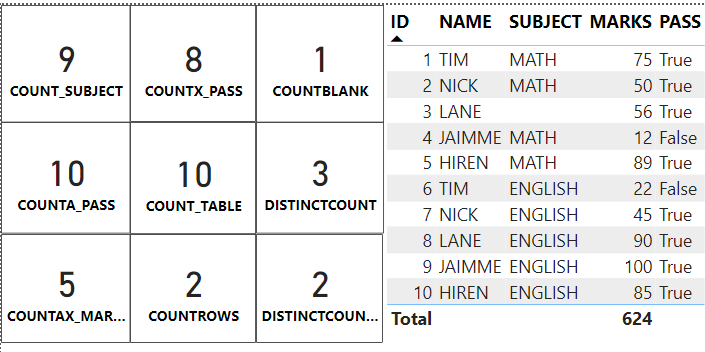 9 8 1
COUNT_SUBJECT COUNTX_PASS COUNTBLANK
10 10 3
COUNTA_PASS COUNT_TABLE DISTINCTCOUNT
5 2 2
COUNTAX_MAR... COUNTROWS DISTINCTCOUN...
ID NAME SUBJECT MARKS PASS
1 TIM MATH 75 True
2 NICK MATH 50 True
3 LANE 56 True
4 JAIMME MATH 12 False
5 HIREN MATH 89 True
6 TIM ENGLISH 22 False
7 NICK ENGLISH 45 True
8 LANE ENGLISH 90 True
9 JAIMME ENGLISH 100 True
10 HIREN ENGLISH 85 True
Total 624